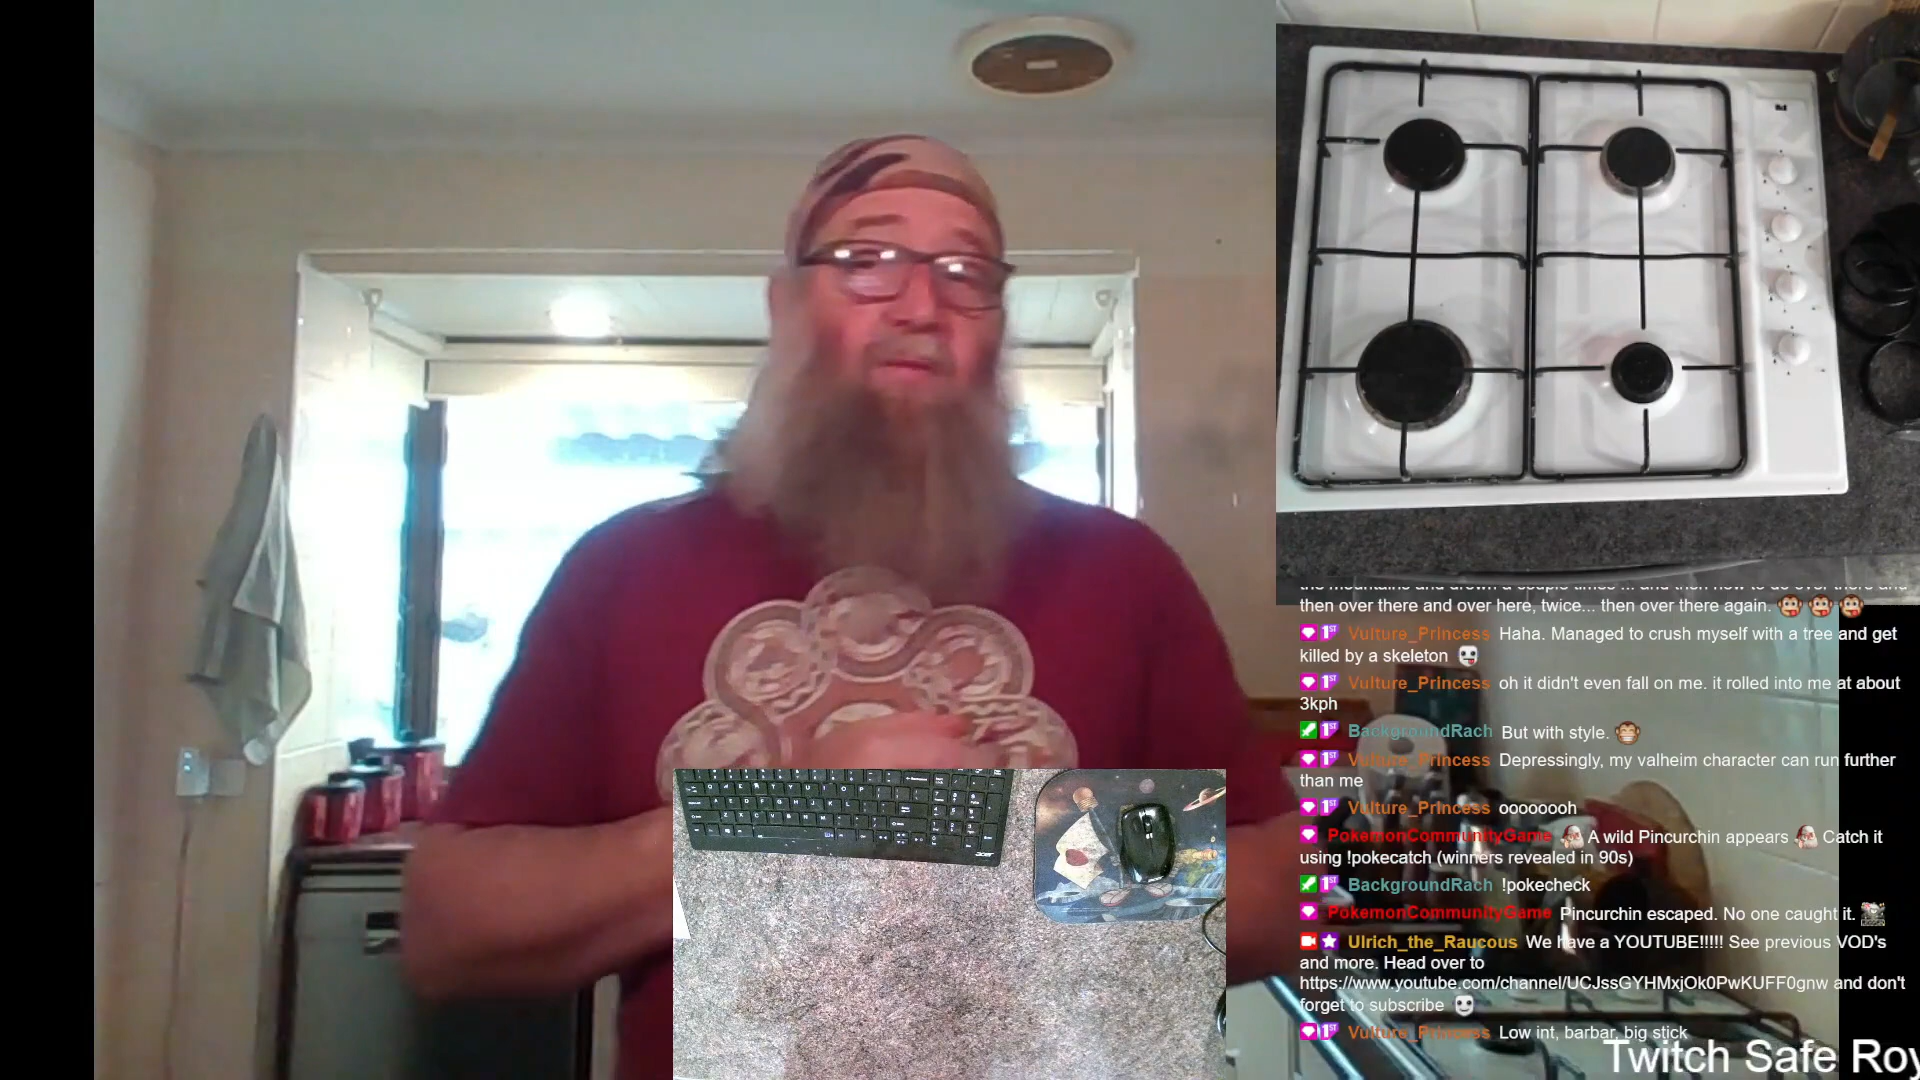 then over there and over here, twice... then over there again.
Vulture_Princess Haha. Managed to crush myself with a tree and get
killed by a skeleton
Vulture_Princess oh it didn't even fall on me. it rolled into me at about
3kph
BackgroundRach But with style.
Vulture_Princess Depressingly, my valheim character can run further
than me
Vulture_Princess oooooooh
PokemonCommunityGame A wild Pincurchin appears Catch it
using !pokecatch (winners revealed in 90s)
BackgroundRach !pokecheck
PokemonCommunityGame Pincurchin escaped. No one caught it.
Ulrich_the_Raucous We have a YOUTUBE!!!!! See previous VOD's
and more. Head over to
https://www.youtube.com/channel/UCJssGYHMxjOk0PwKUFF0gnw and don't
forget to subscribe
Vulture_Princess Low int, barbar, big stick
Twitch Safe Roy